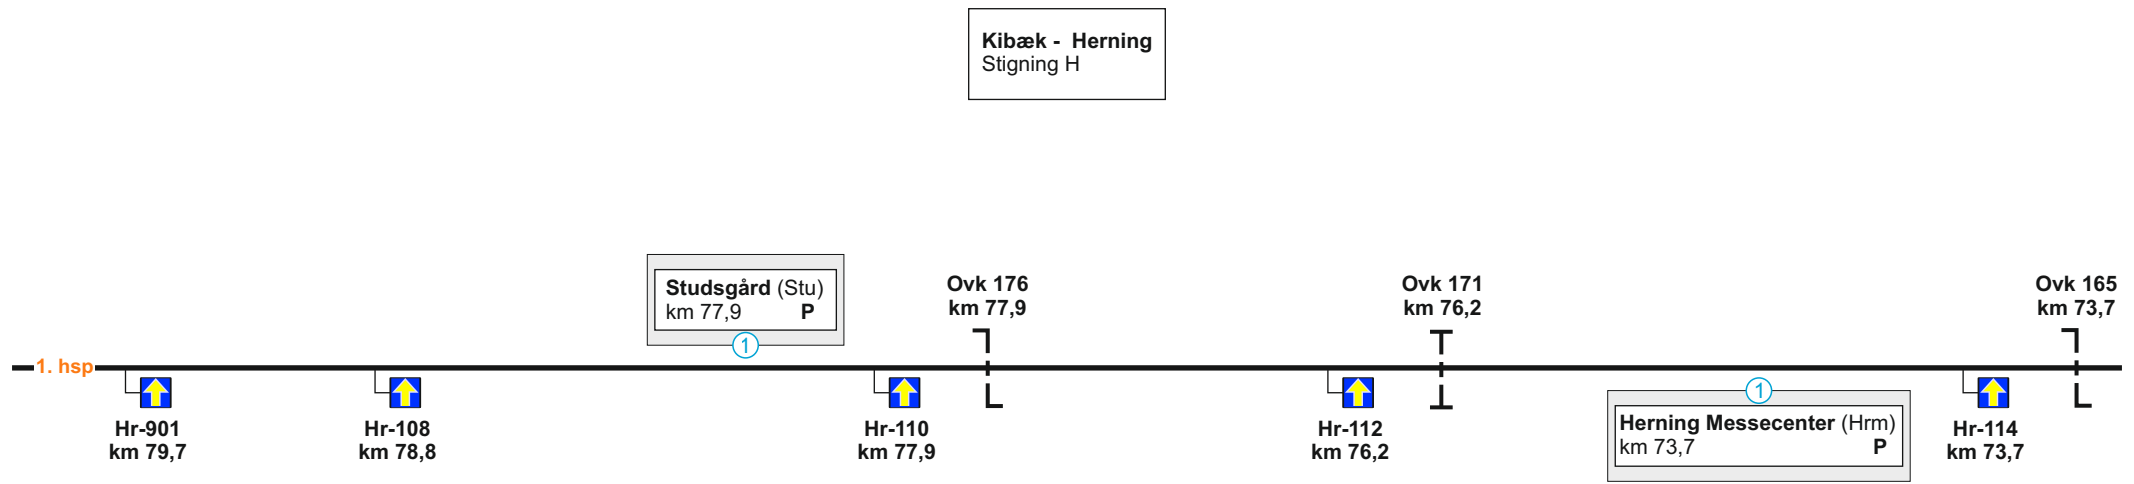 Kibæk - Herning
Stigning H
Studsgård (Stu)
km 77,9 P
1
Ovk 176
km 77,9
Ovk 171
km 76,2
Ovk 165
km 73,7
1. hsp
Hr-901
km 79,7
Hr-108
km 78,8
Hr-110
km 77,9
Hr-112
km 76,2
1
Herning Messecenter (Hrm)
km 73,7 P
Hr-114
km 73,7